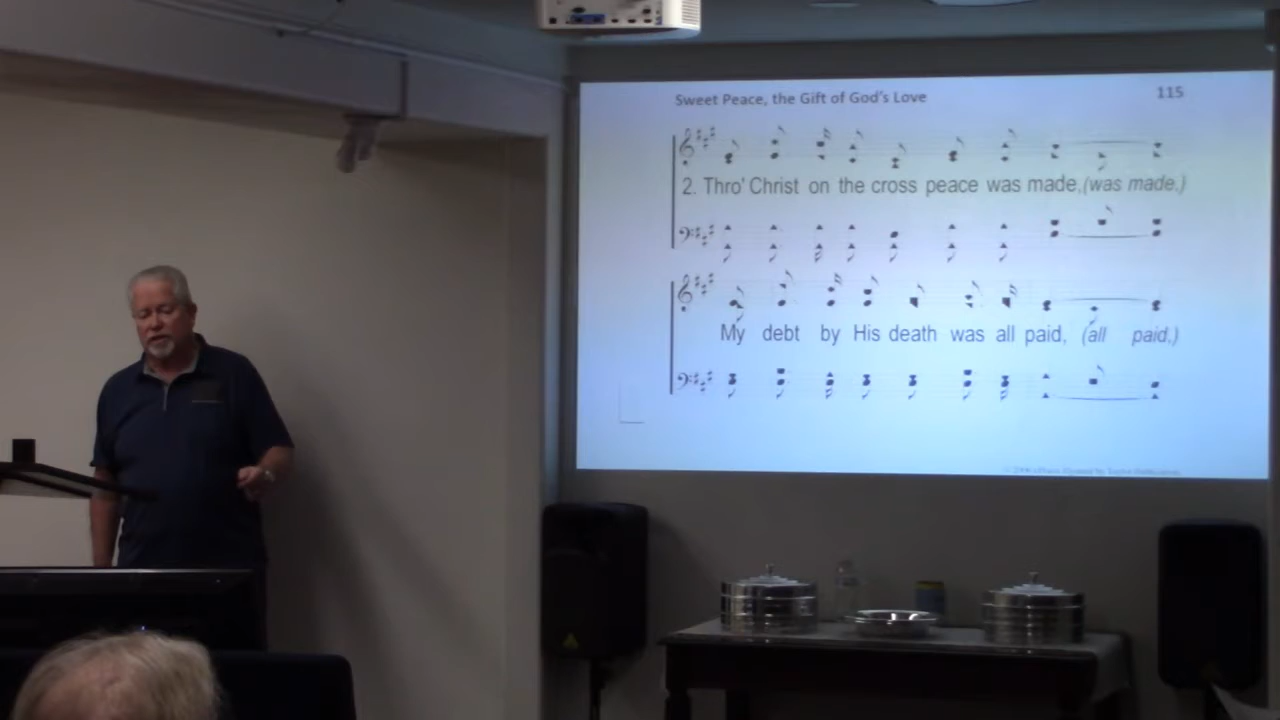 Sweet Peace, the Gift of God's Love 115
2. Thro' Christ on the cross peace was made,(was made.)
My debt by His death was all paid, (all paid.)